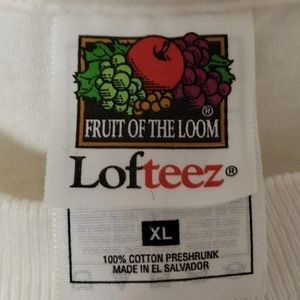 ®
FRUIT OF THE LOOM
Lofteez®
XL
100% COTTON PRESHRUNK
MADE IN EL SALVADOR